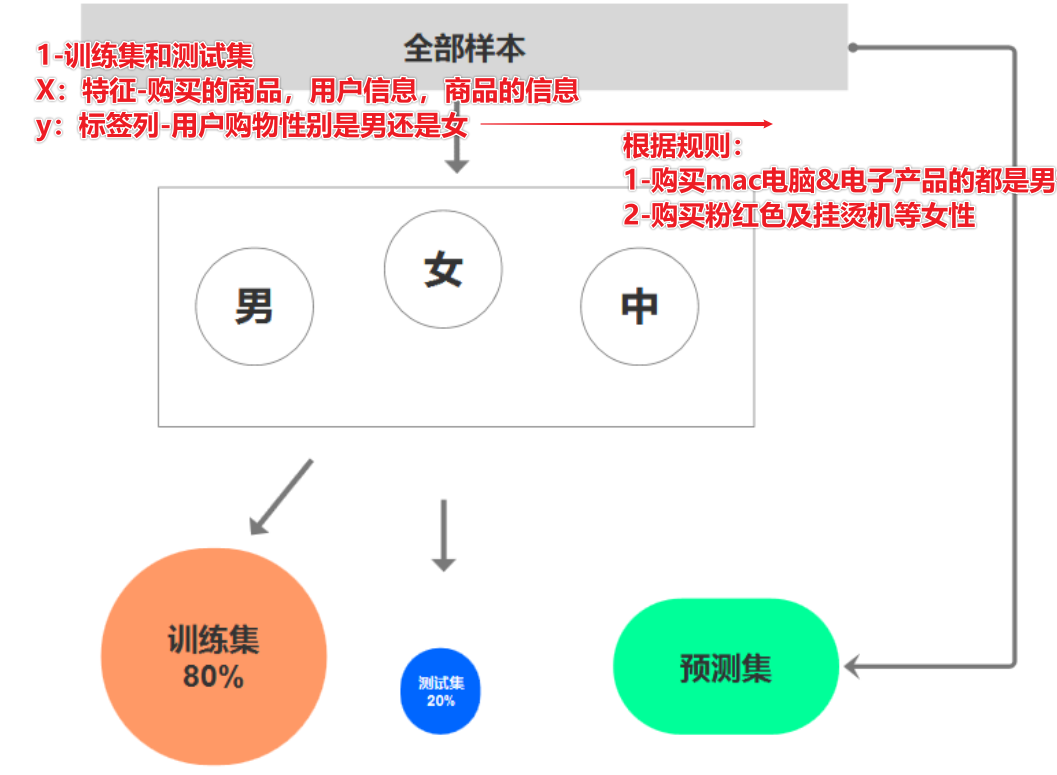 全部样本
1-训练集和测试集
X：特征-购买的商品，用户信息，商品的信息
y：标签列-用户购物性别是男还是女
根据规则：
1-购买mac电脑&电子产品的都是男
2-购买粉红色及挂烫机等女性
男
女
中
训练集
80%
测试集
20%
预测集